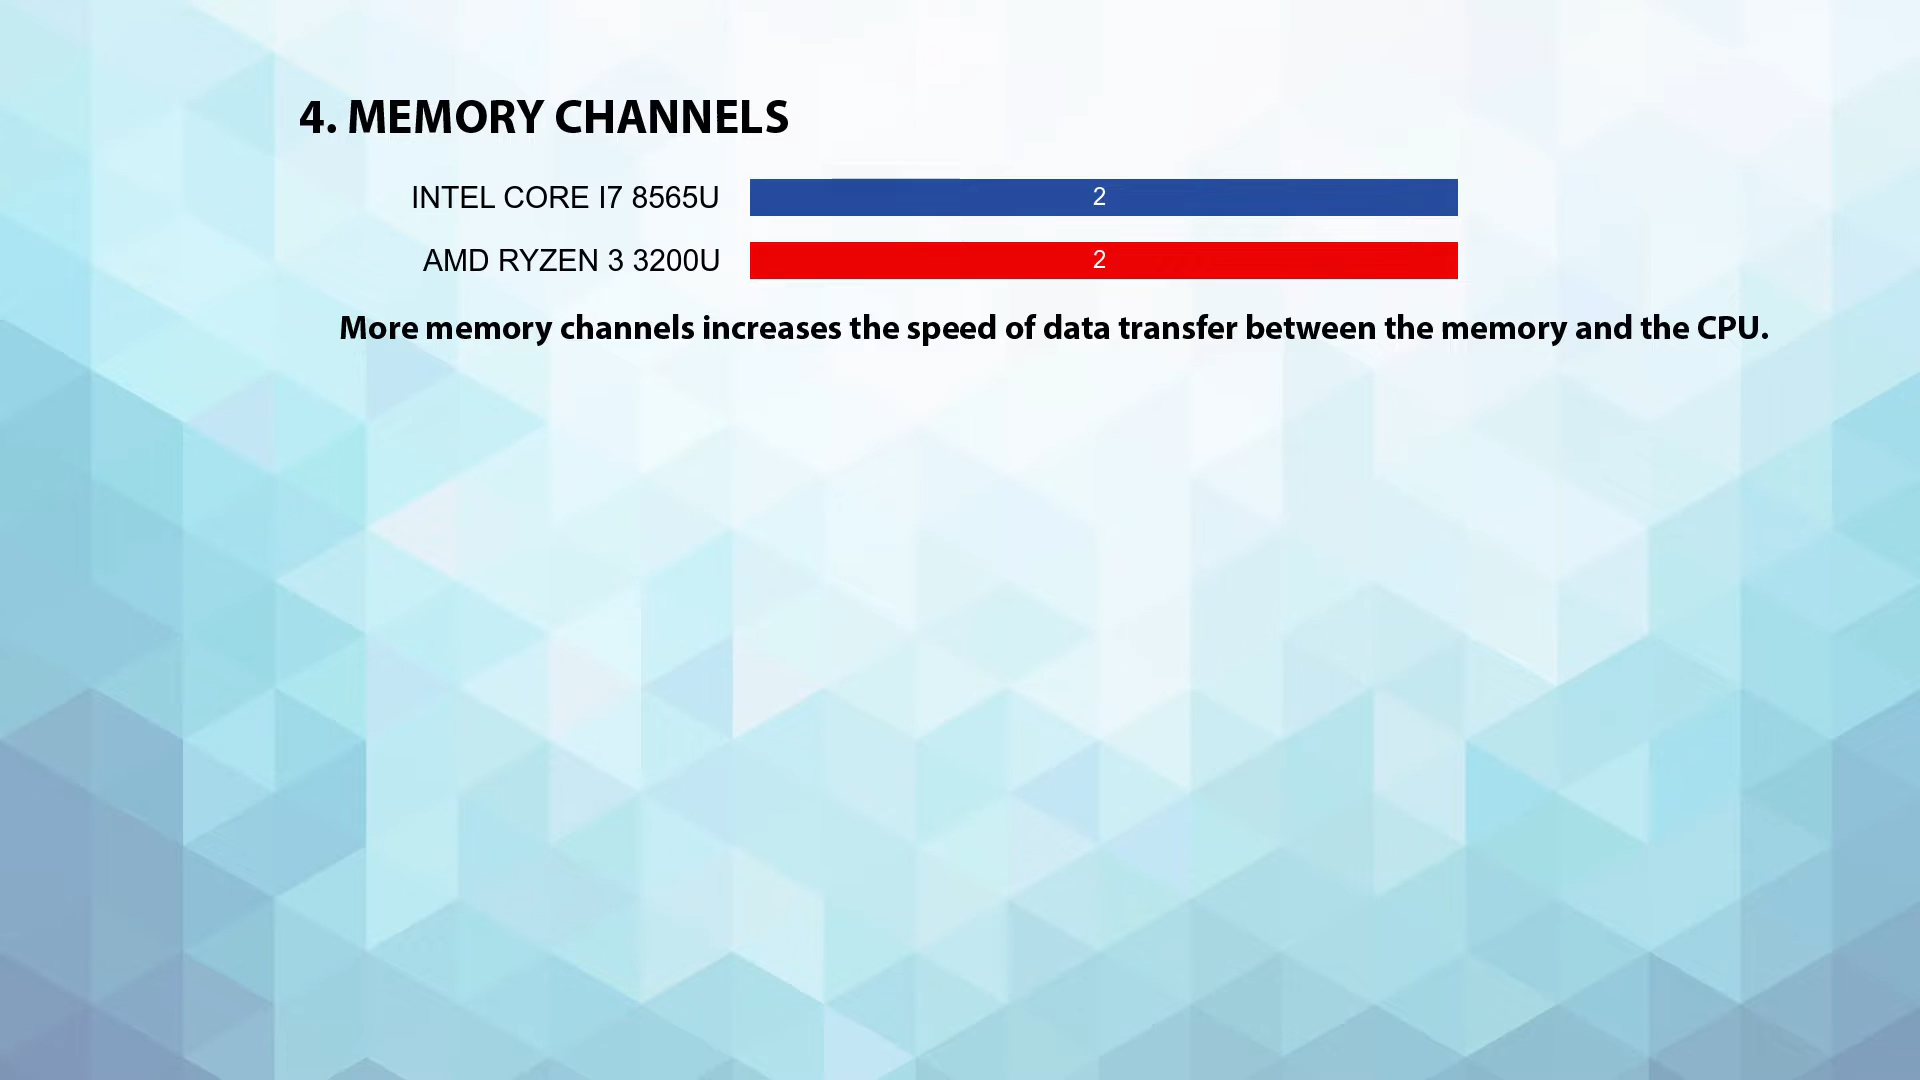 4. MEMORY CHANNELS
INTEL CORE I7 8565U 2
AMD RYZEN 3 3200U 2
More memory channels increases the speed of data transfer between the memory and the CPU.